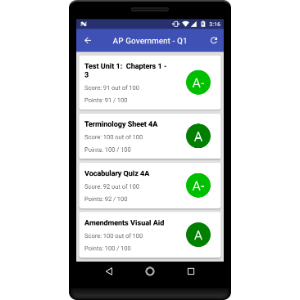 3:16
AP Government - Q1
Test Unit 1: Chapters 1 -
3
Score: 91 out of 100
Points: 91 / 100
A-
Terminology Sheet 4A
Score: 100 out of 100
Points: 100 / 100
A
Vocabulary Quiz 4A
Score: 92 out of 100
Points: 92 / 100
A-
Amendments Visual Aid
Score: 100 out of 100
Points: 100 / 100
A